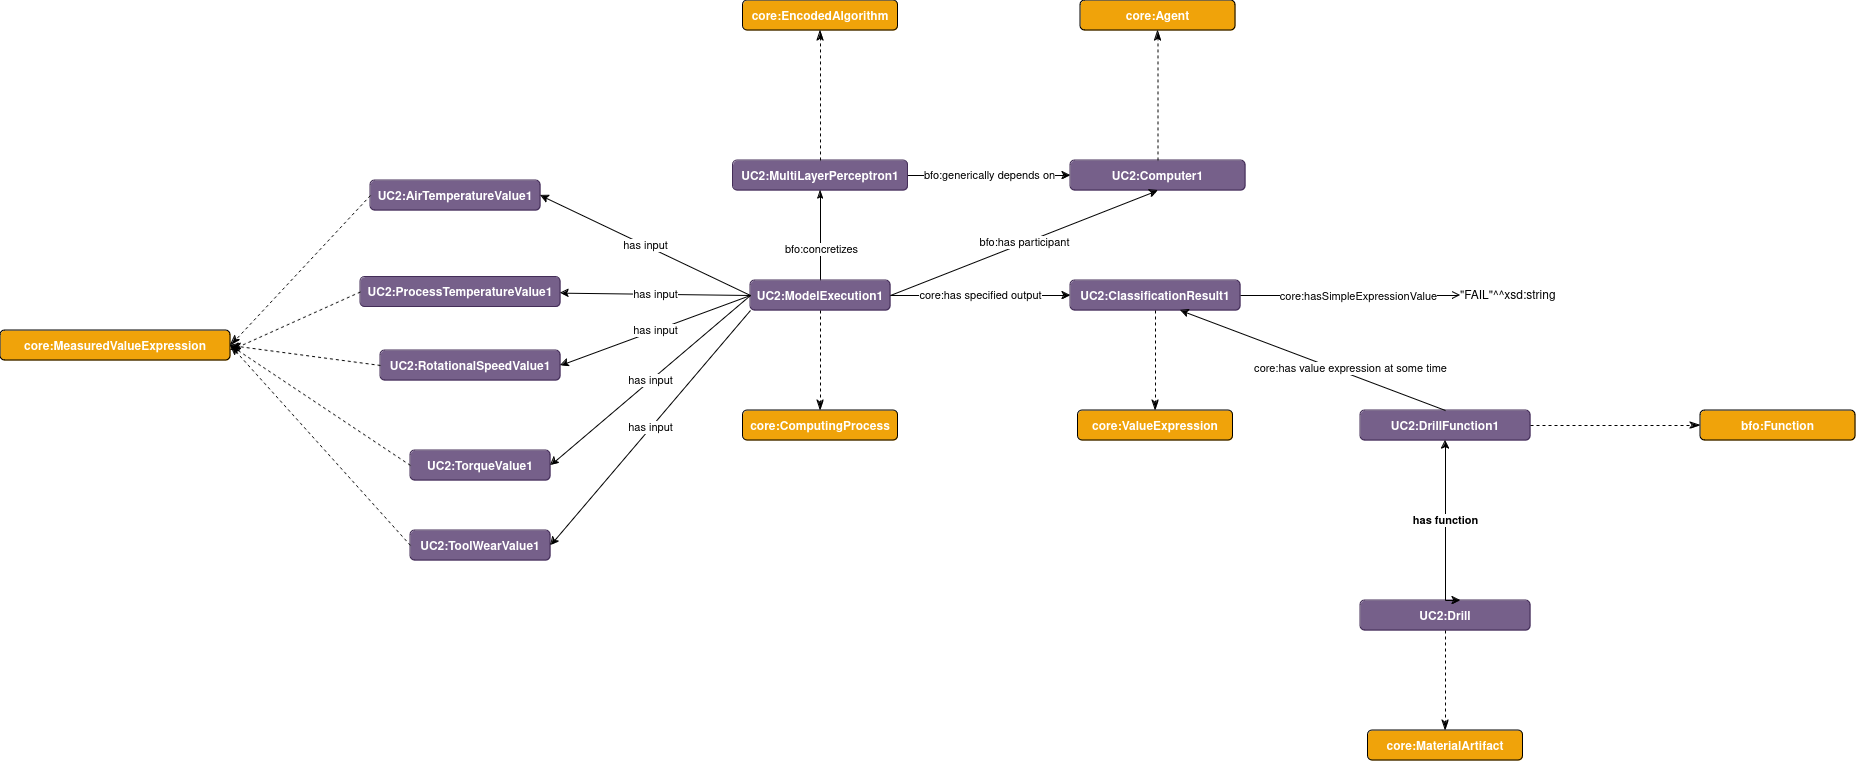 core:EncodedAlgorithm
core:Agent
UC2:MultiLayerPerceptron1
bfo:generically depends on
UC2:Computer1
UC2:AirTemperatureValue1
has input
bfo:concretizes
bfo:has participant
UC2:ProcessTemperatureValue1
has input
UC2:ModelExecution1
core:has specified output
UC2:ClassificationResult1
core:hasSimpleExpressionValue
"FAIL"^^xsd:string
has input
core:MeasuredValueExpression
UC2:RotationalSpeedValue1
core:has value expression at some time
has input
has input
core:ComputingProcess
core:ValueExpression
UC2:DrillFunction1
bfo:Function
UC2:TorqueValue1
has function
UC2:ToolWearValue1
UC2:Drill
core:MaterialArtifact